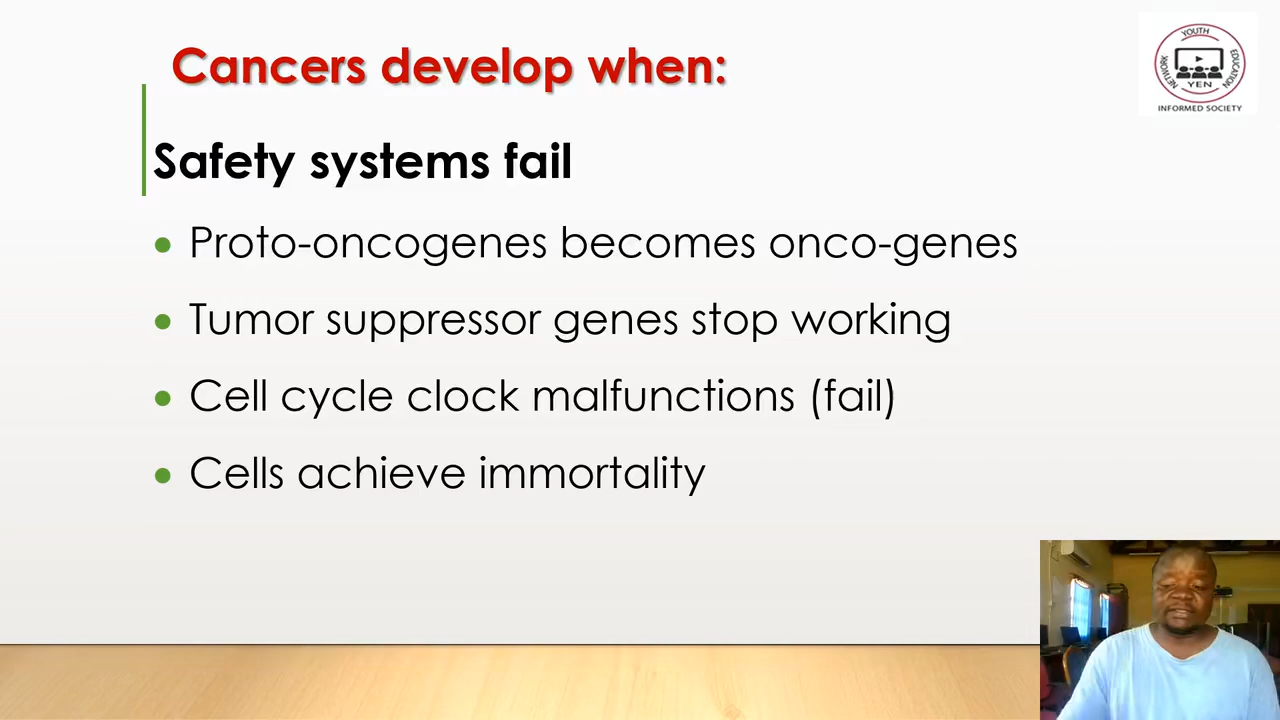 Cancers develop when:
YOUTH
EDUCATION
NETWORK
YEN
INFORMED SOCIETY
Safety systems fail
• Proto-oncogenes becomes onco-genes
• Tumor suppressor genes stop working
• Cell cycle clock malfunctions (fail)
• Cells achieve immortality